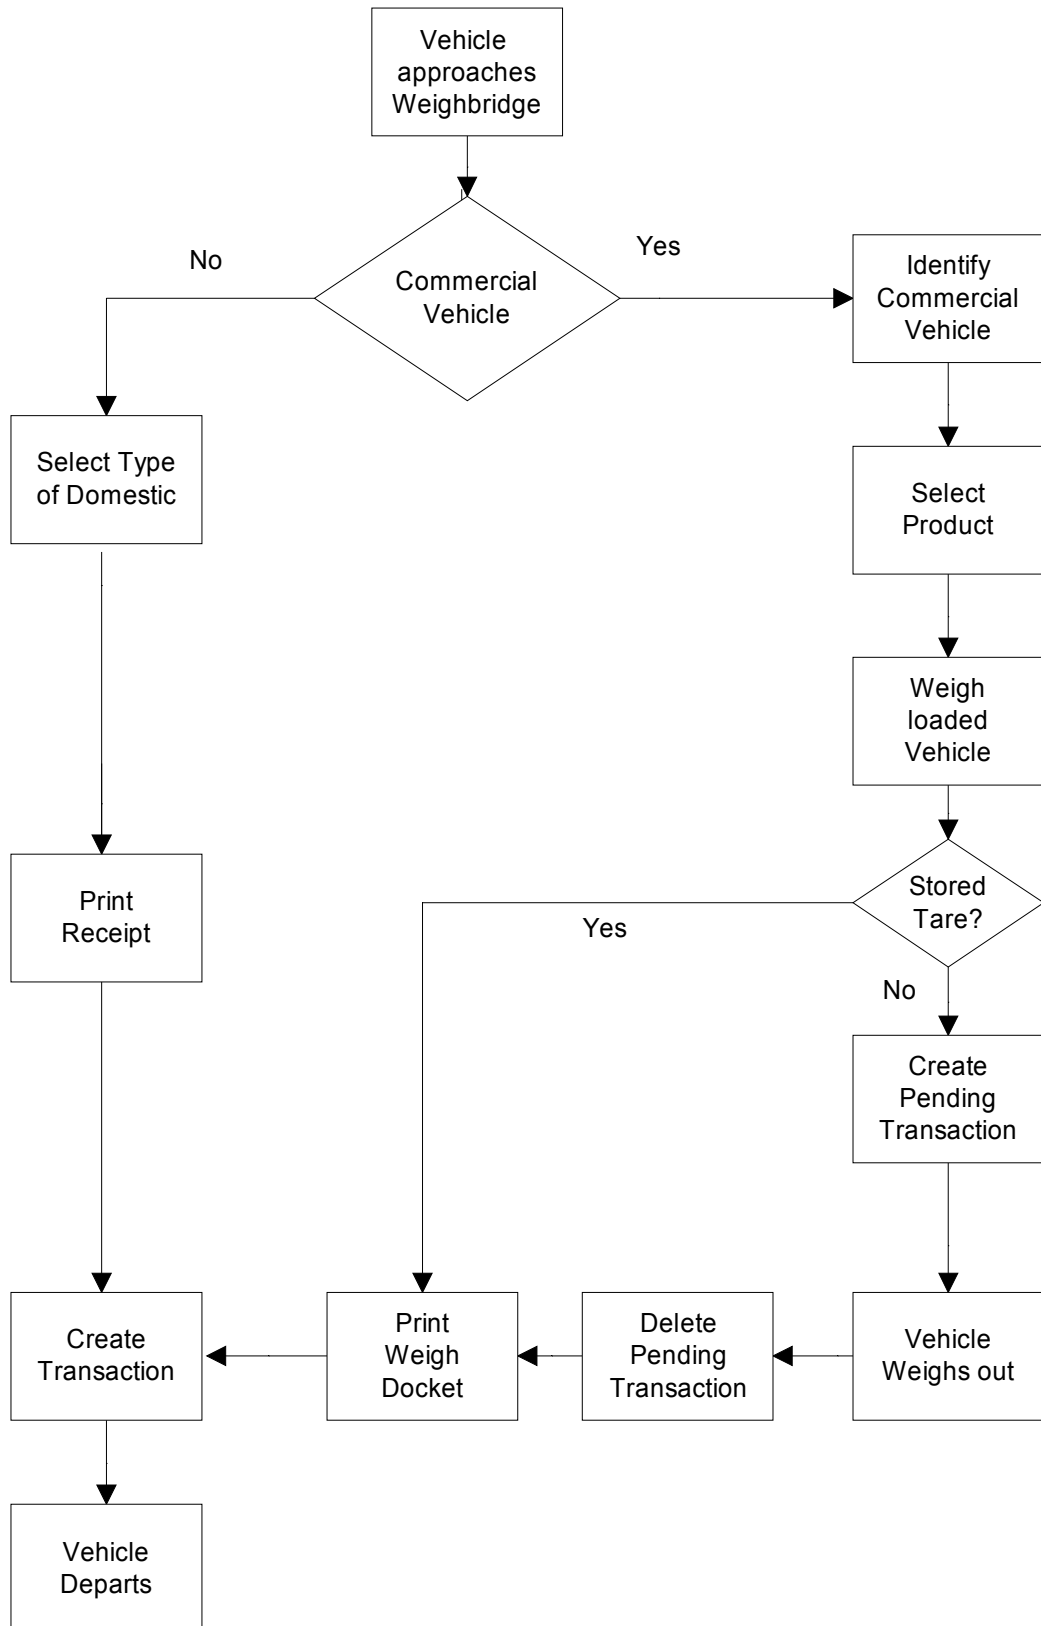 Vehicle
approaches
Weighbridge
No
Yes
Commercial
Vehicle
Identify
Commercial
Vehicle
Select Type
of Domestic
Select
Product
Weigh
loaded
Vehicle
Print
Receipt
Stored
Tare?
Yes
No
Create
Pending
Transaction
Create
Transaction
Print
Weigh
Docket
Delete
Pending
Transaction
Vehicle
Weighs out
Vehicle
Departs